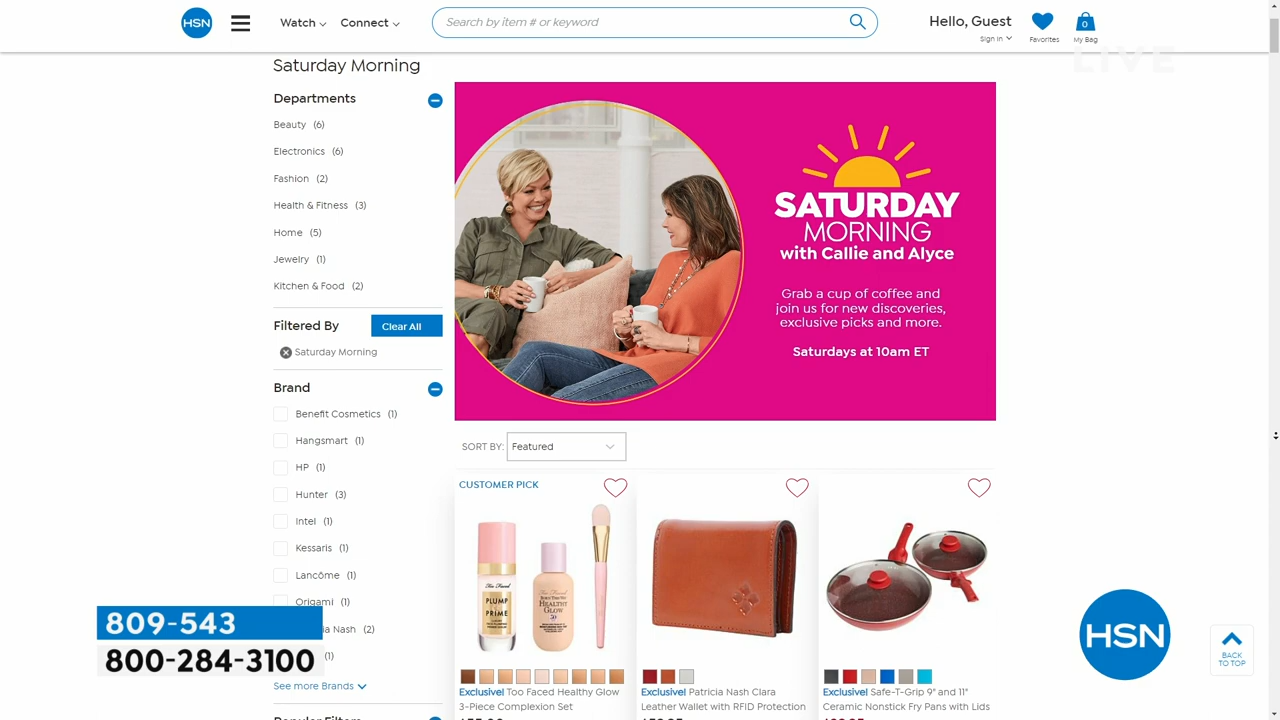 HSN
Watch
Connect
Search by item # or keyword
Hello, Guest
Sign In
Favorites
0
My Bag
LIVE
Saturday Morning
Departments
Beauty (6)
Electronics (6)
Fashion (2)
Health & Fitness (3)
Home (5)
Jewelry (1)
Kitchen & Food (2)
Filtered By
Clear All
Saturday Morning
Brand
Benefit Cosmetics (1)
Hangsmart (1)
HP (1)
Hunter (3)
Intel (1)
Kessaris (1)
Lancôme (1)
Origami (1)
Nash (2)
(1)
See more Brands
SATURDAY
MORNING
with Callie and Alyce
Grab a cup of coffee and
join us for new discoveries,
exclusive picks and more.
Saturdays at 10am ET
SORT BY: Featured
CUSTOMER PICK
PLUMP
PRIME
HEALTHY
GLOW
Exclusive! Too Faced Healthy Glow
3-Piece Complexion Set
Exclusive! Patricia Nash Clara
Leather Wallet with RFID Protection
Exclusive! Safe-T-Grip 9" and 11"
Ceramic Nonstick Fry Pans with Lids
809-543
800-284-3100
HSN
BACK
TO TOP